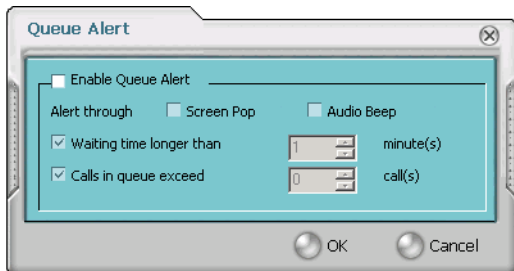 Queue Alert
Enable Queue Alert
Alert through Screen Pop Audio Beep
Waiting time longer than 1 minute(s)
Calls in queue exceed 0 call(s)
OK Cancel